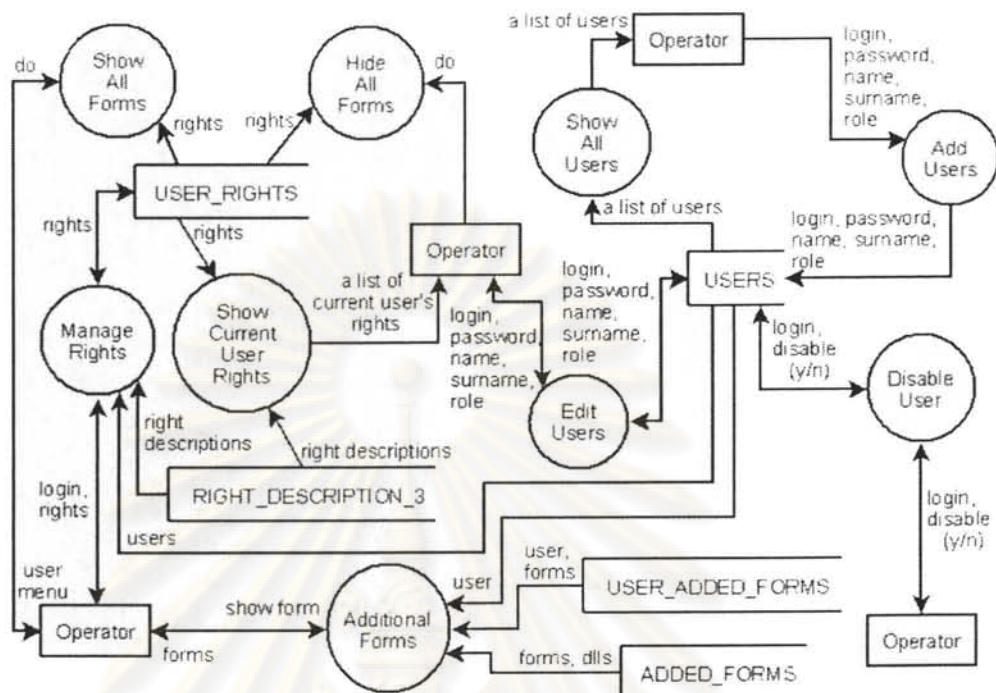 a list of users
Operator
login,
password,
name,
surname,
role
do
Show
All
Forms
Hide
All
Forms
do
rights
rights
Show
All
Users
Add
Users
USER_RIGHTS
a list of users
login, password,
name, surname,
role
rights
rights
Operator
USERS
a list of
current user's
rights
login,
password,
name,
surname,
role
Manage
Rights
Show
Current
User
Rights
login,
password,
name,
surname,
role
login,
disable
(y/n)
Disable
User
Edit
Users
right
descriptions
right descriptions
RIGHT_DESCRIPTION_3
login,
rights
users
login,
disable
(y/n)
user
menu
user
user,
forms
USER_ADDED_FORMS
Operator
show form
forms
Additional
Forms
forms, dlls
ADDED_FORMS
Operator